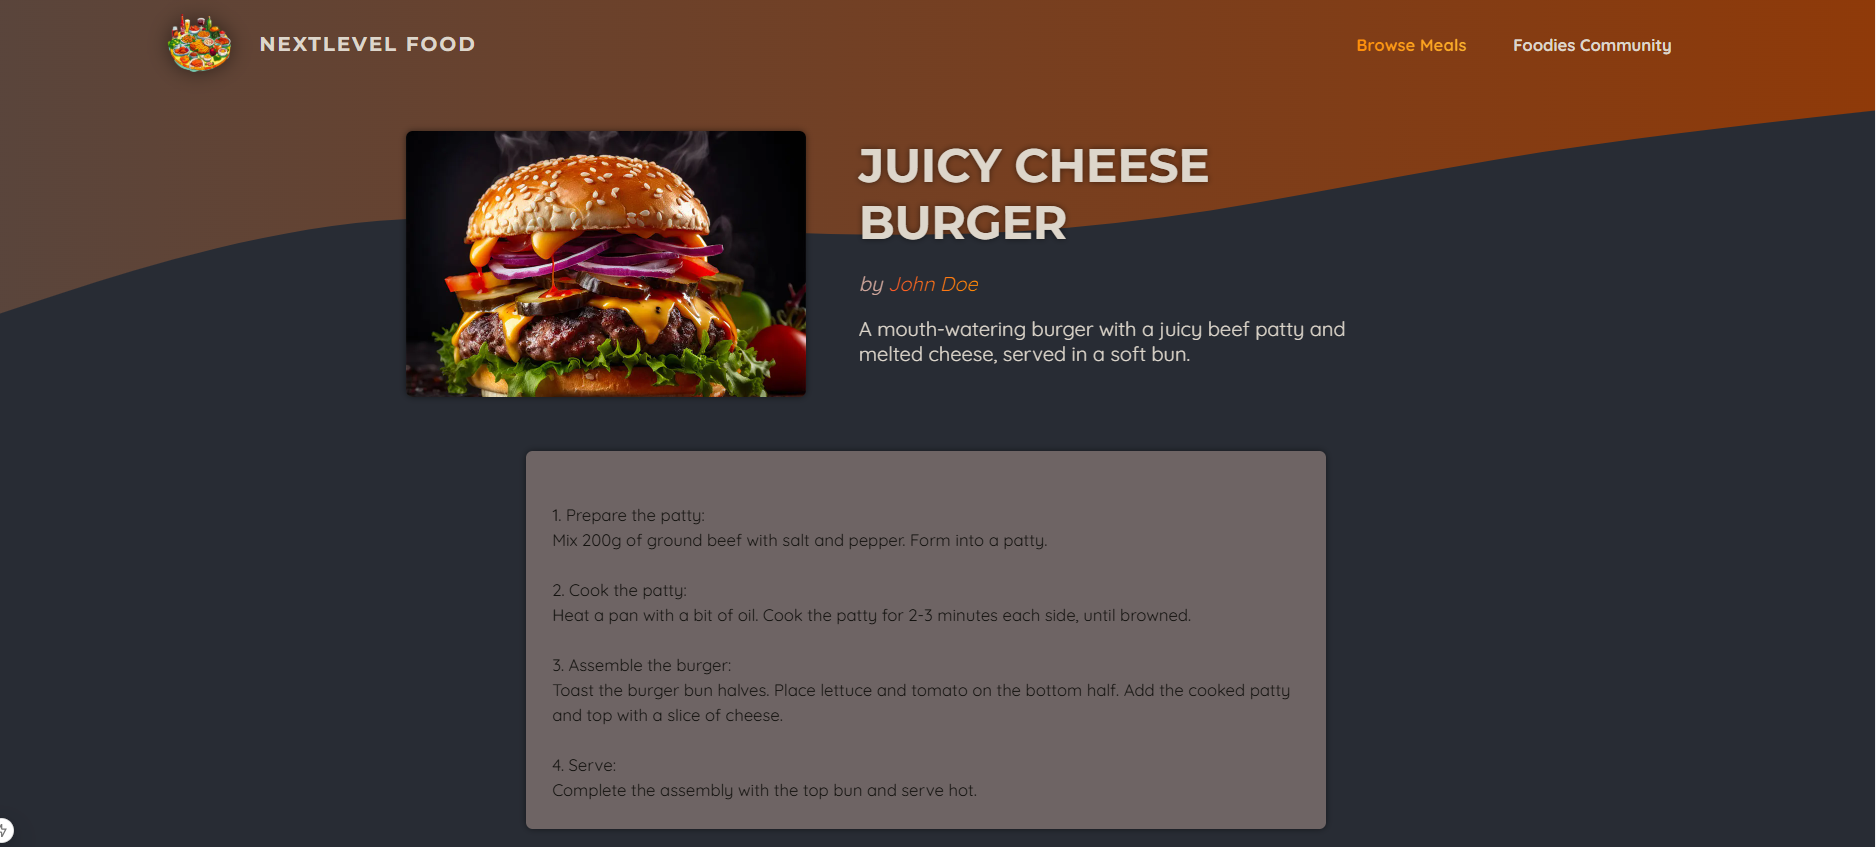 NEXTLEVEL FOOD
Browse Meals
Foodies Community
JUICY CHEESE
BURGER
by John Doe
A mouth-watering burger with a juicy beef patty and
melted cheese, served in a soft bun.
1. Prepare the patty:
Mix 200g of ground beef with salt and pepper. Form into a patty.
2. Cook the patty:
Heat a pan with a bit of oil. Cook the patty for 2-3 minutes each side, until browned.
3. Assemble the burger:
Toast the burger bun halves. Place lettuce and tomato on the bottom half. Add the cooked patty
and top with a slice of cheese.
4. Serve:
Complete the assembly with the top bun and serve hot.